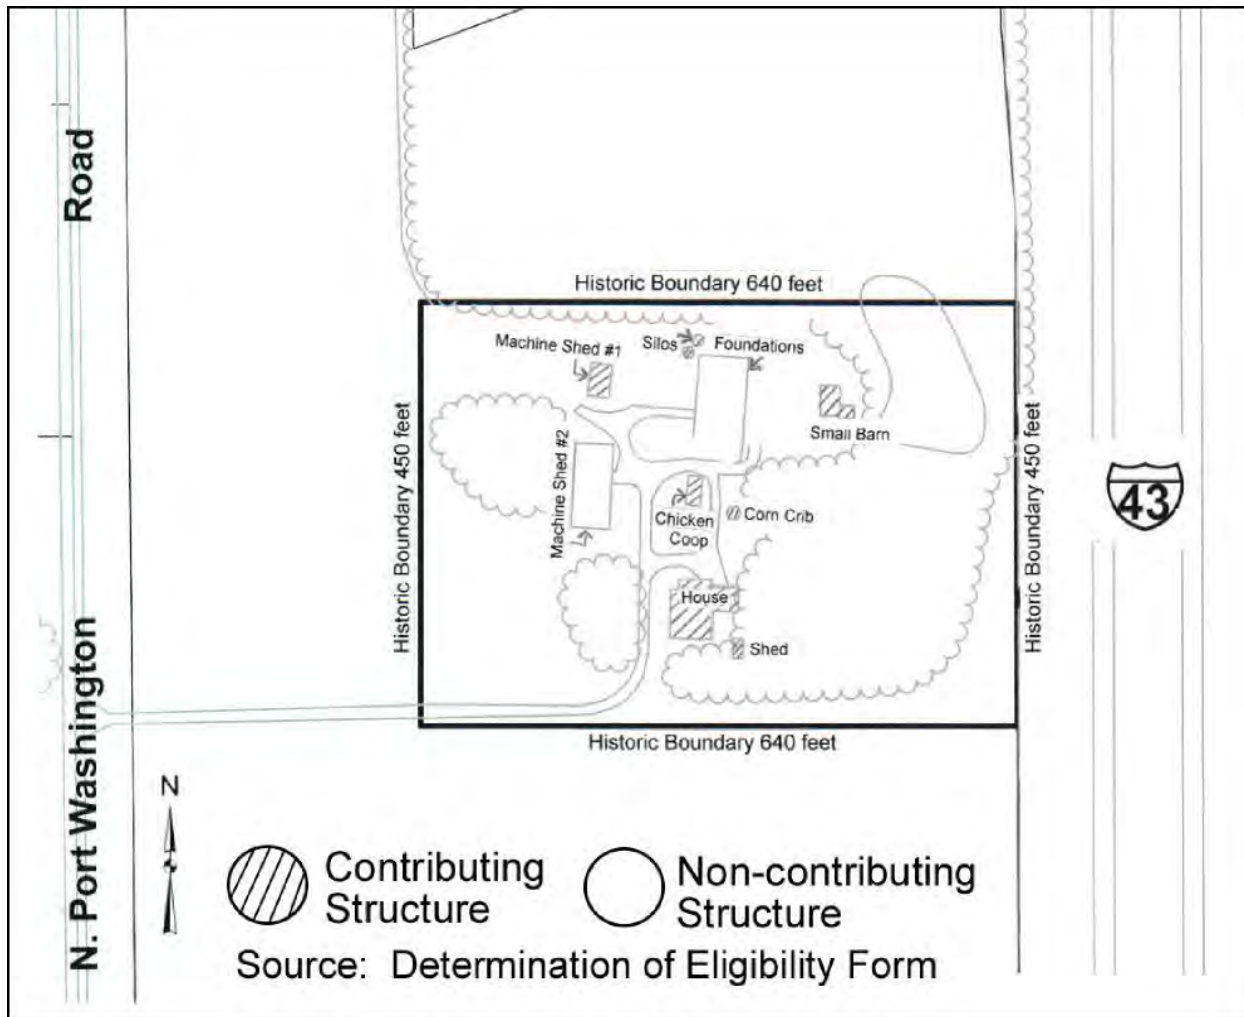 N. Port Washington Road
Historic Boundary 640 feet
Silos
Foundations
Machine Shed #1
Small Barn
Historic Boundary 450 feet
Machine Shed #2
Historic Boundary 450 feet
43
Chicken
Coop
Corn Crib
House
Shed
Historic Boundary 640 feet
N
Contributing
Structure
Non-contributing
Structure
Source: Determination of Eligibility Form